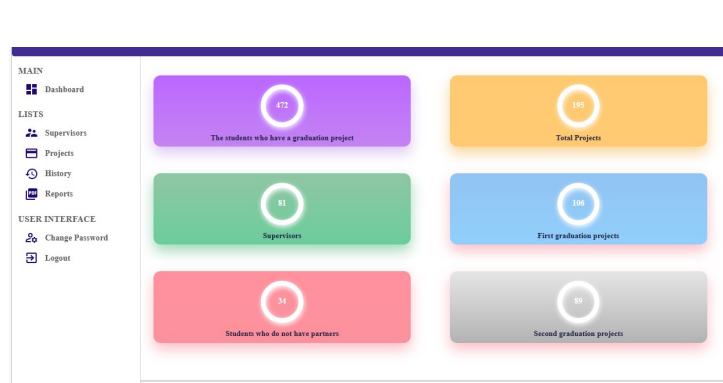 MAIN
Dashboard
LISTS
Supervisors
Projects
History
PDF Reports
USER INTERFACE
Change Password
Logout
472
The students who have a graduation project
195
Total Projects
81
Supervisors
106
First graduation projects
34
Students who do not have partners
89
Second graduation projects